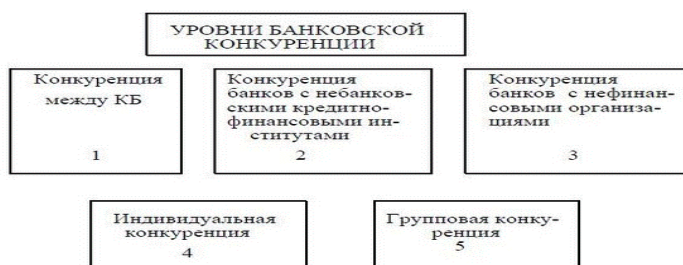 УРОВНИ БАНКОВСКОЙ
КОНКУРЕНЦИИ
Конкуренция
между КБ
1
Конкуренция
банков с небанков-
скими кредитно-
финансовыми ин-
ститутами
2
Конкуренция
банков с нефинан-
совыми организа-
циями
3
Индивидуальная
конкуренция
4
Групповая конку-
ренция
5